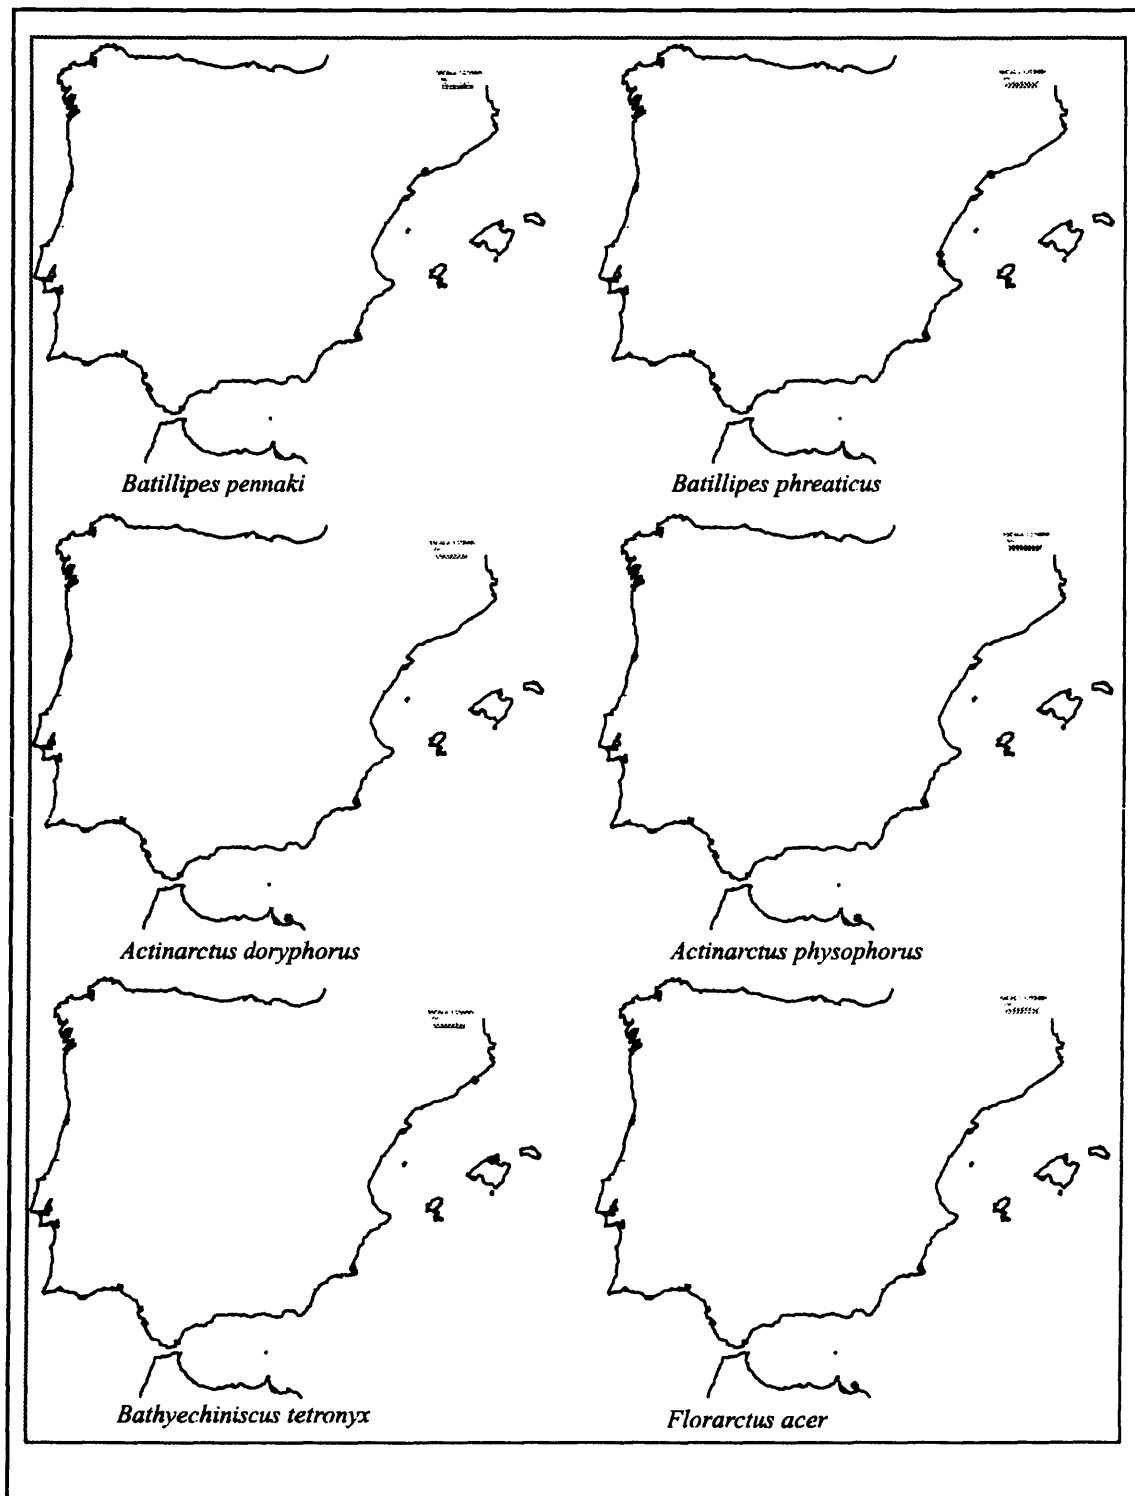 Batillipes pennaki
Batillipes phreaticus
Actinarctus doryphorus
Actinarctus physophorus
Bathyechiniscus tetronyx
Florarctus acer